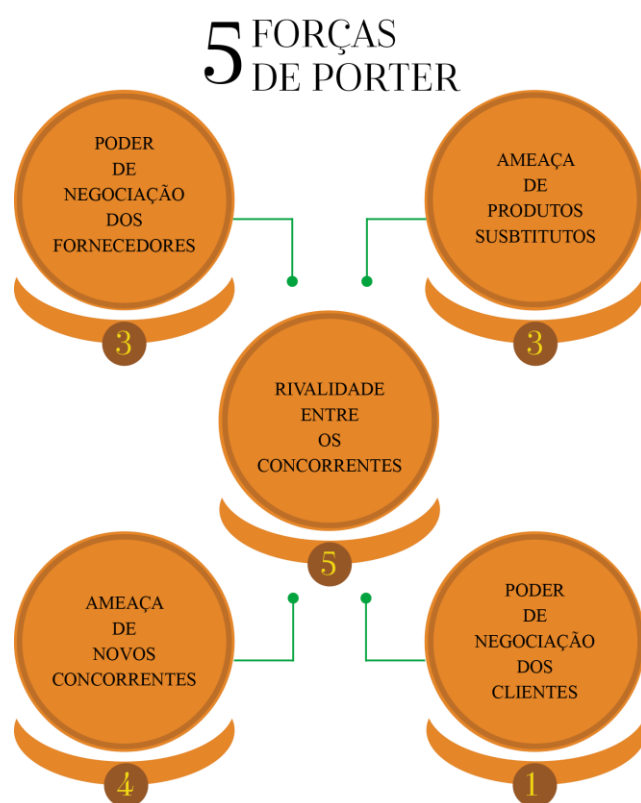 5 FORÇAS
DE PORTER
PODER
DE
NEGOCIAÇÃO
DOS
FORNECEDORES
3
AMEAÇA
DE
PRODUTOS
SUSBTITUTOS
3
RIVALIDADE
ENTRE
OS
CONCORRENTES
5
AMEAÇA
DE
NOVOS
CONCORRENTES
4
PODER
DE
NEGOCIAÇÃO
DOS
CLIENTES
1